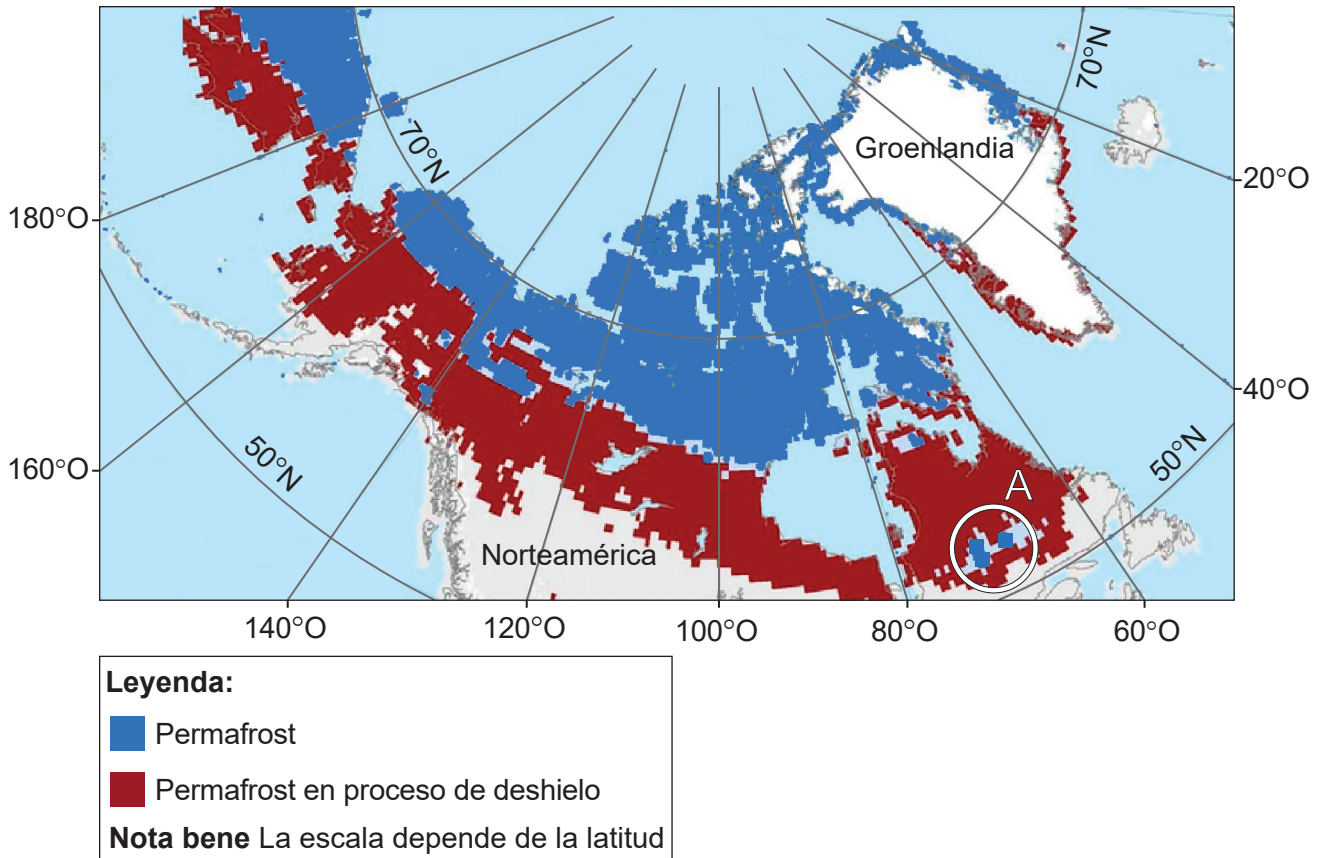 70°N
70°N
Groenlandia
180°O
20°O
50°N
40°O
160°O
50°N
A
Norteamérica
140°O
120°O
100°O
80°O
60°O
Leyenda:
Permafrost
Permafrost en proceso de deshielo
Nota bene La escala depende de la latitud